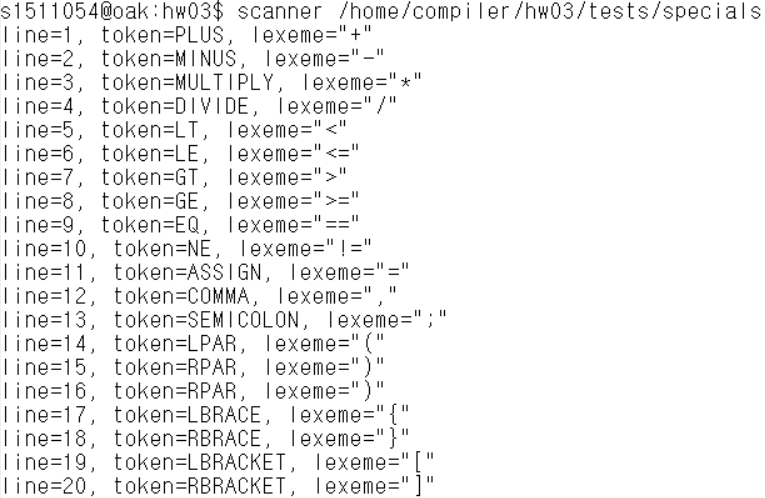 s1511054@oak:hw03$ scanner /home/compiler/hw03/tests/specials
line=1, token=PLUS, lexeme="+"
line=2, token=MINUS, lexeme="-"
line=3, token=MULTIPLY, lexeme="*"
line=4, token=DIVIDE, lexeme="/"
line=5, token=LT, lexeme="<"
line=6, token=LE, lexeme="<="
line=7, token=GT, lexeme=">"
line=8, token=GE, lexeme=">="
line=9, token=EQ, lexeme="=="
line=10, token=NE, lexeme="!="
line=11, token=ASSIGN, lexeme="="
line=12, token=COMMA, lexeme=","
line=13, token=SEMICOLON, lexeme=";"
line=14, token=LPAR, lexeme="("
line=15, token=RPAR, lexeme=")"
line=16, token=RPAR, lexeme=")"
line=17, token=LBRACE, lexeme="{"
line=18, token=RBRACE, lexeme="}"
line=19, token=LBRACKET, lexeme="["
line=20, token=RBRACKET, lexeme="]"